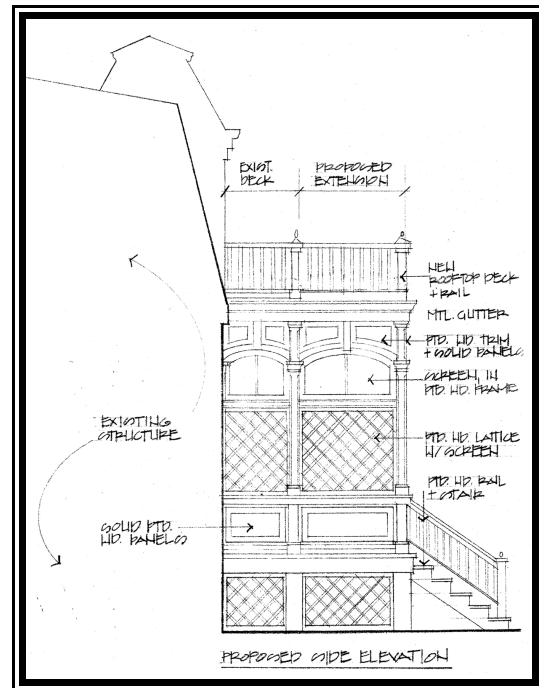 EXIST.
DECK
PROPOSED
EXTENSION
NEW
ROOFTOP DECK
+ RAIL
MTL. GUTTER
PTD. WD. TRIM
+ SOLID PANELS
SCREEN, IN
PTD. WD. FRAME
EXISTING
STRUCTURE
PTD. WD. LATTICE
W/ SCREEN
PTD. WD. RAIL
+ STAIR
SOLID PTD.
WD. PANELS
PROPOSED SIDE ELEVATION